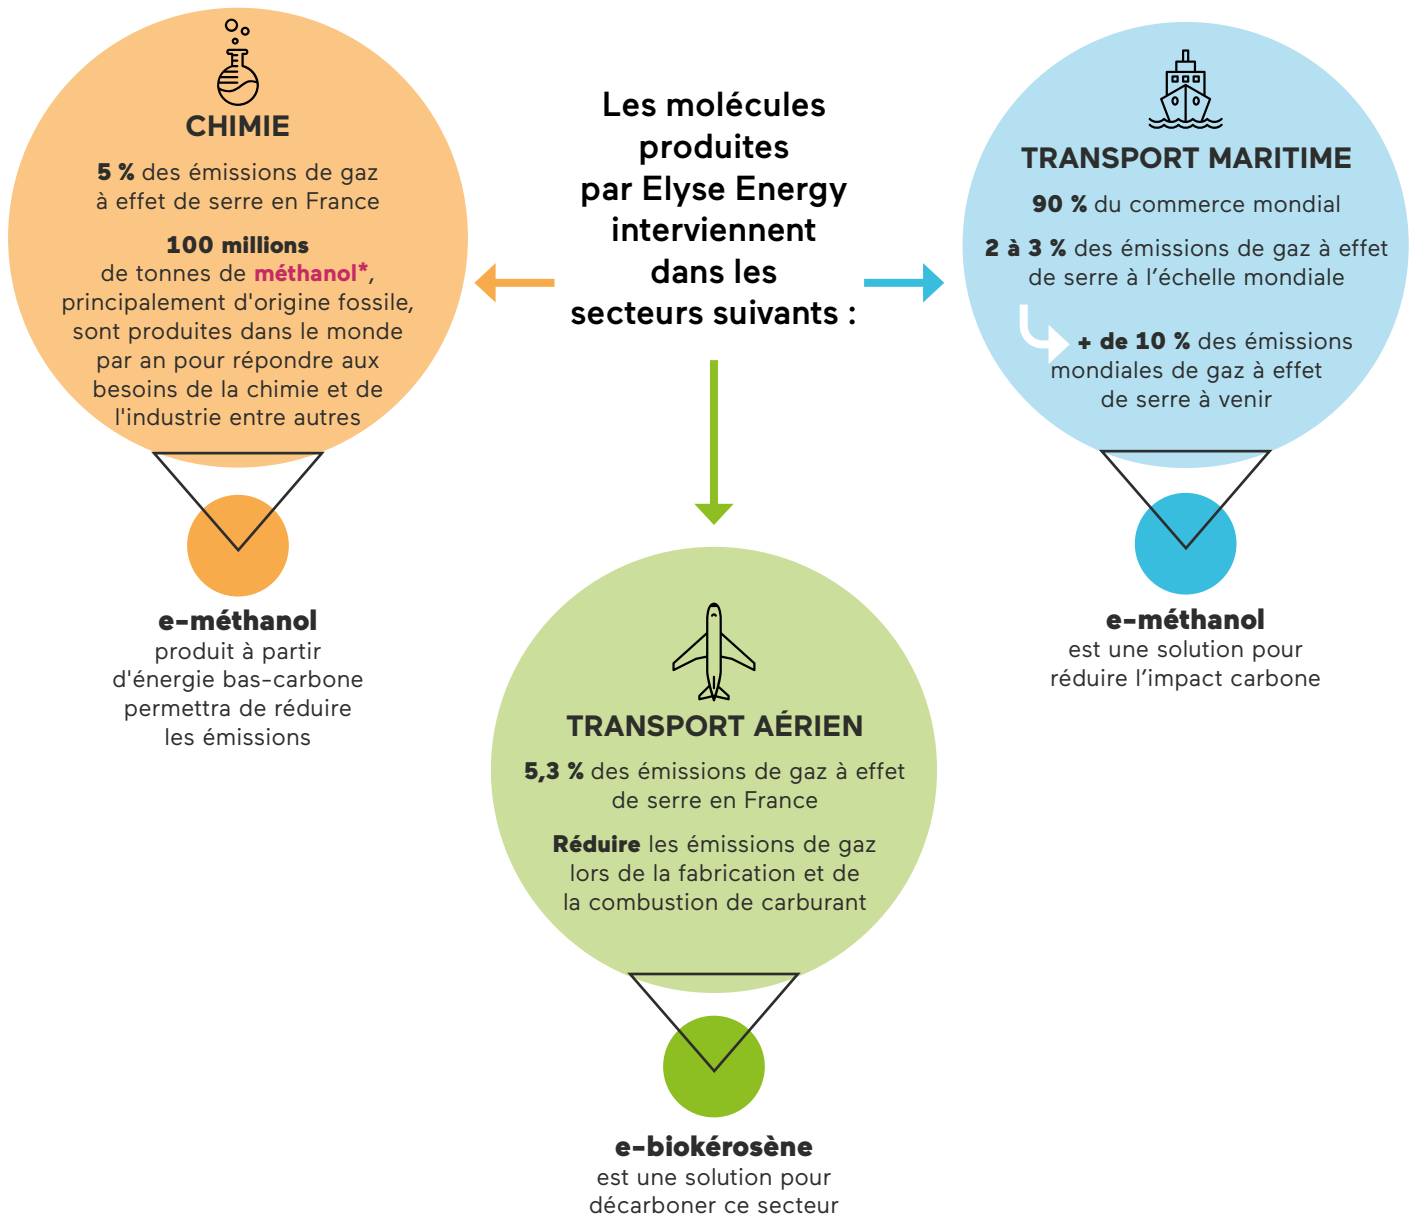 Les molécules
produites
par Elyse Energy
interviennent
dans les
secteurs suivants :
CHIMIE
5 % des émissions de gaz
à effet de serre en France
100 millions
de tonnes de méthanol*,
principalement d'origine fossile,
sont produites dans le monde
par an pour répondre aux
besoins de la chimie et de
l'industrie entre autres
e-méthanol
produit à partir
d'énergie bas-carbone
permettra de réduire
les émissions
TRANSPORT MARITIME
90 % du commerce mondial
2 à 3 % des émissions de gaz à effet
de serre à l’échelle mondiale
+ de 10 % des émissions
mondiales de gaz à effet
de serre à venir
e-méthanol
est une solution pour
réduire l’impact carbone
TRANSPORT AÉRIEN
5,3 % des émissions de gaz à effet
de serre en France
Réduire les émissions de gaz
lors de la fabrication et de
la combustion de carburant
e-biokérosène
est une solution pour
décarboner ce secteur